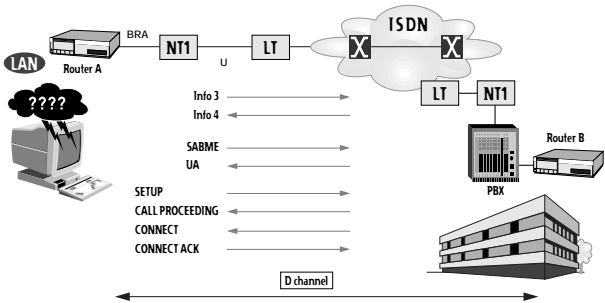 ISDN
BRA
NT1
LT
U
Router A
LAN
????
LT
NT1
Info 3
Info 4
SABME
UA
Router B
PBX
SETUP
CALL PROCEEDING
CONNECT
CONNECT ACK
D channel